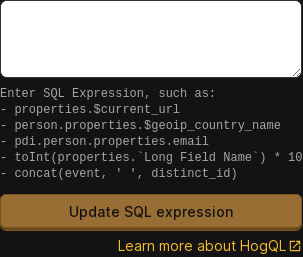 Enter SQL Expression, such as:
- properties.$current_url
- person.properties.$geoip_country_name
- pdi.person.properties.email
- toInt(properties.`Long Field Name`) * 10
- concat(event, ' ', distinct_id)
Update SQL expression
Learn more about HogQL